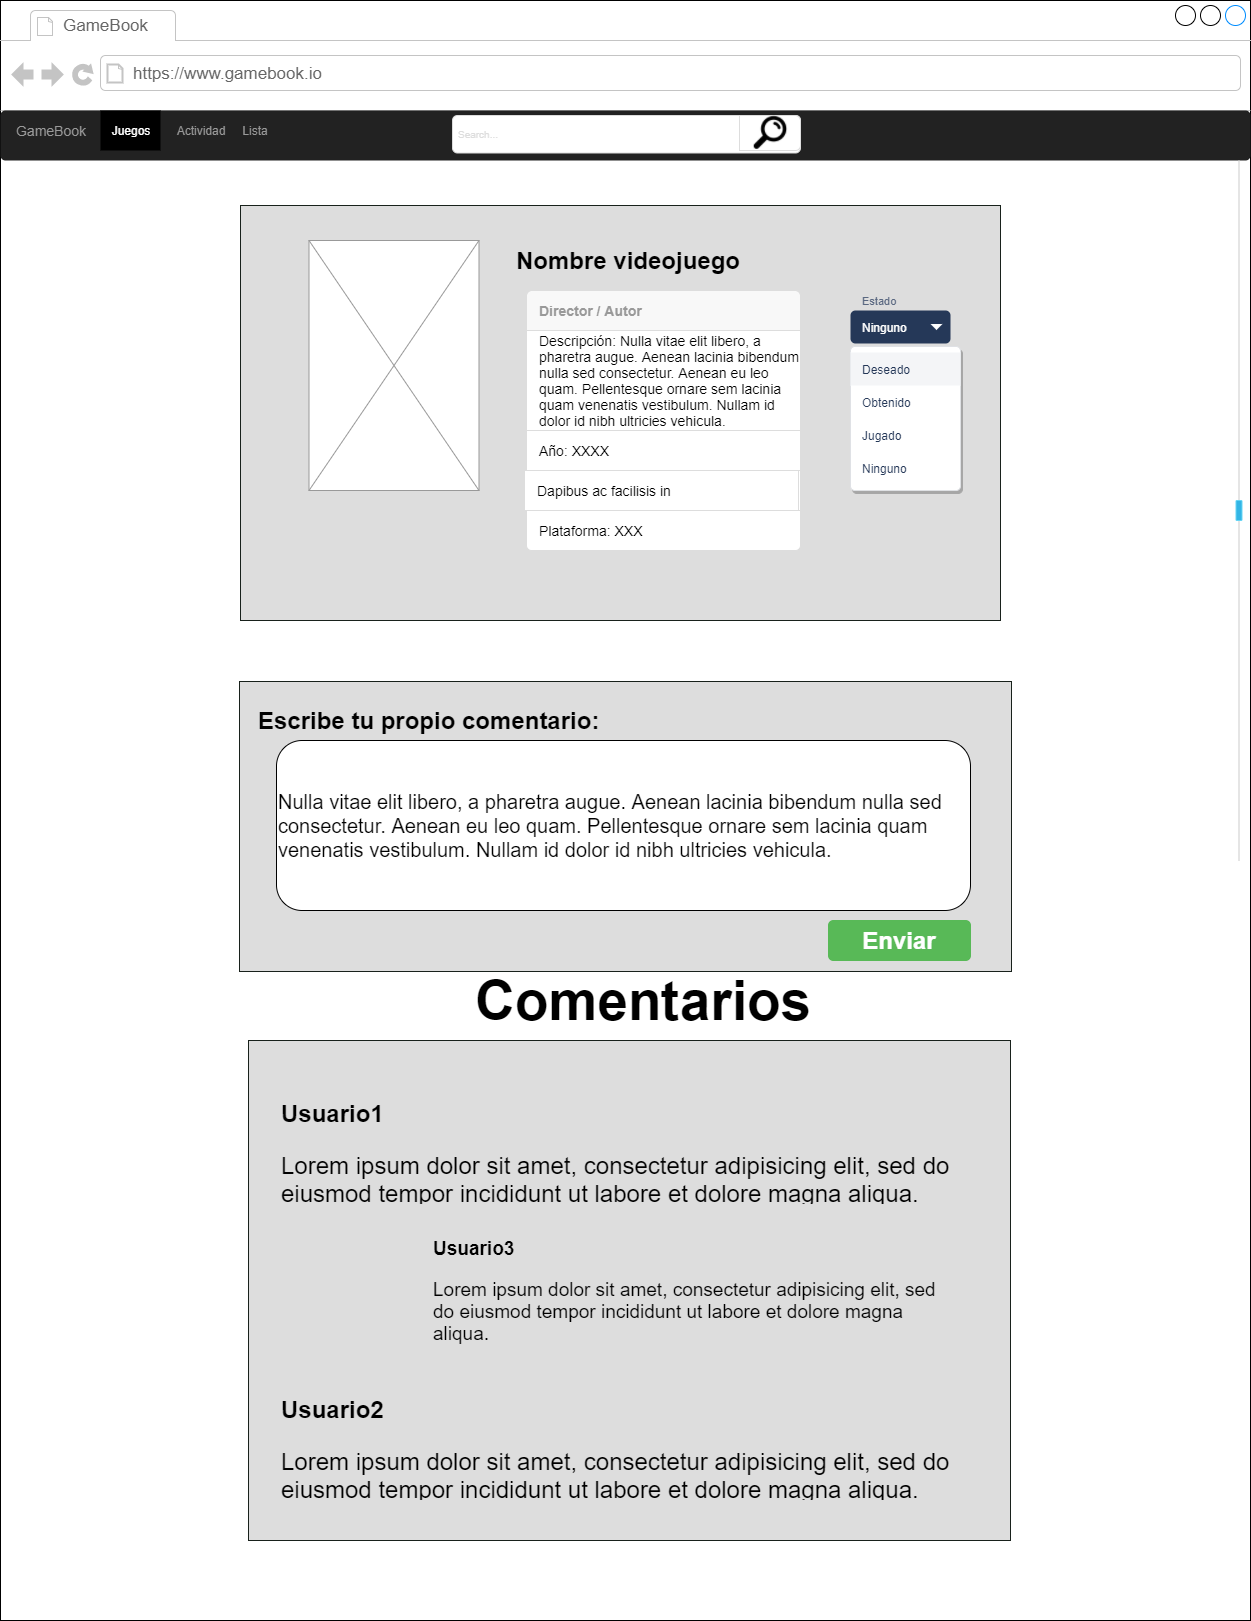 GameBook
https://www.gamebook.io
GameBook Juegos Actividad Lista Search...
Nombre videojuego
Director / Autor
Descripción: Nulla vitae elit libero, a
pharetra augue. Aenean lacinia bibendum
nulla sed consectetur. Aenean eu leo
quam. Pellentesque ornare sem lacinia
quam venenatis vestibulum. Nullam id
dolor id nibh ultricies vehicula.
Año: XXXX
Dapibus ac facilisis in
Plataforma: XXX
Estado
Ninguno
Deseado
Obtenido
Jugado
Ninguno
Escribe tu propio comentario:
Nulla vitae elit libero, a pharetra augue. Aenean lacinia bibendum nulla sed
consectetur. Aenean eu leo quam. Pellentesque ornare sem lacinia quam
venenatis vestibulum. Nullam id dolor id nibh ultricies vehicula.
Enviar
Comentarios
Usuario1
Lorem ipsum dolor sit amet, consectetur adipisicing elit, sed do
eiusmod tempor incididunt ut labore et dolore magna aliqua.
Usuario3
Lorem ipsum dolor sit amet, consectetur adipisicing elit, sed
do eiusmod tempor incididunt ut labore et dolore magna
aliqua.
Usuario2
Lorem ipsum dolor sit amet, consectetur adipisicing elit, sed do
eiusmod tempor incididunt ut labore et dolore magna aliqua.